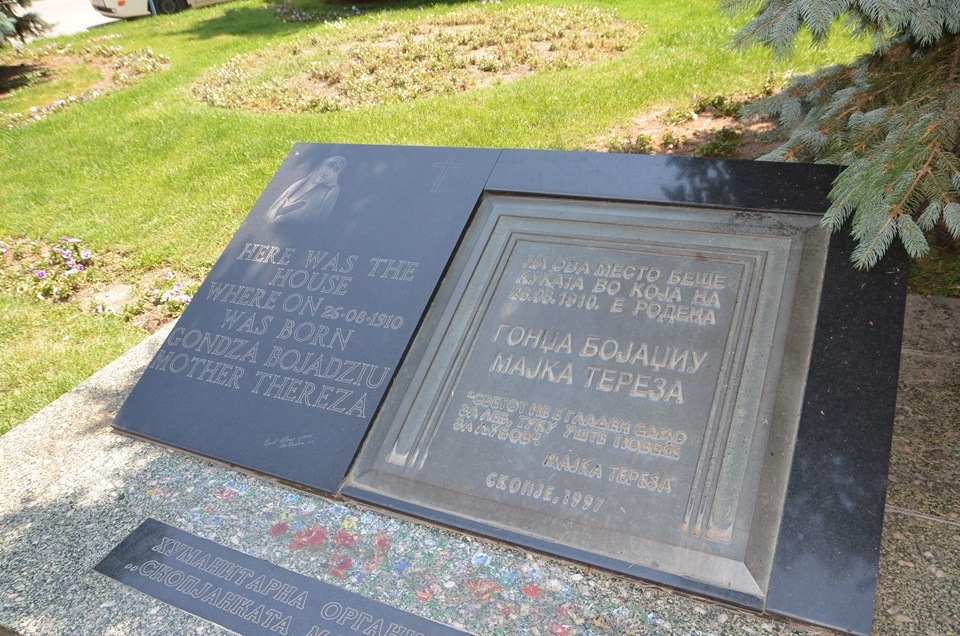 HERE WAS THE
HOUSE
WHERE ON 26-08-1910
WAS BORN
GONDZA BOJADZIU
MOTHER THEREZA
НА ОВА МЕСТО БЕШЕ
КУЌАТА ВО КОЈА НА
26.08.1910. Е РОДЕНА
ГОНЏА БОЈАЏИУ
МАЈКА ТЕРЕЗА
"СВЕТОТ НЕ Е ГЛАДЕН САМО
ЗА ЛЕБ, ТУКУ УШТЕ ПОВЕЌЕ
ЗА ЉУБОВ"
МАЈКА ТЕРЕЗА
СКОПЈЕ, 1997
ХУМАНИТАРНА
"СКОПЈАНКАТА